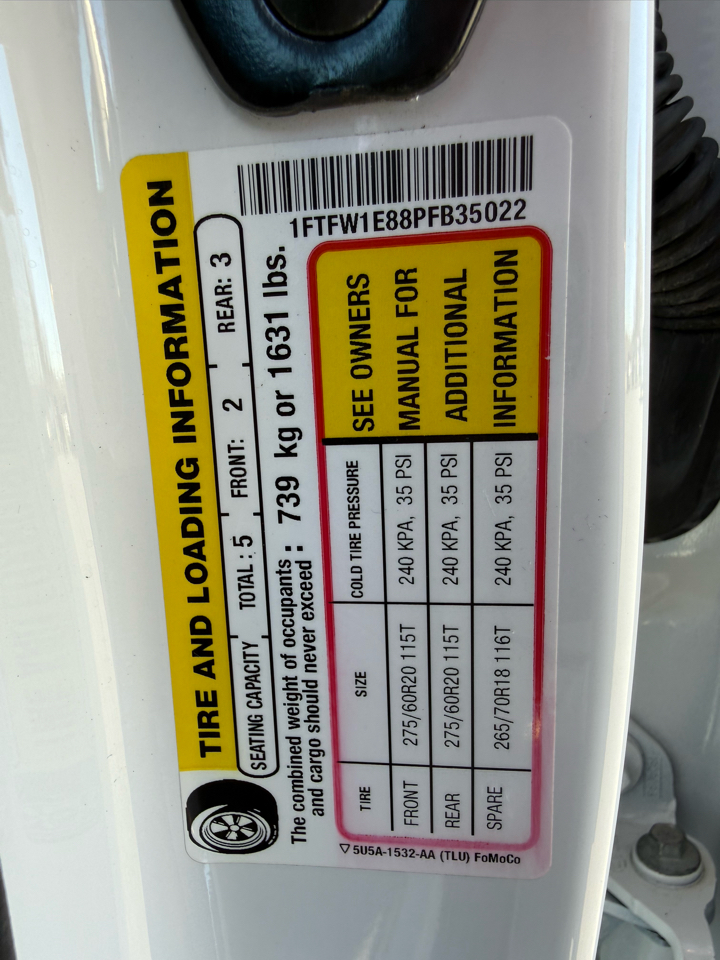 TIRE AND LOADING INFORMATION
SEATING CAPACITY TOTAL : 5 FRONT: 2 REAR: 3
The combined weight of occupants
and cargo should never exceed : 739 kg or 1631 lbs.
TIRE SIZE COLD TIRE PRESSURE
FRONT 275/60R20 115T 240 KPA, 35 PSI
REAR 275/60R20 115T 240 KPA, 35 PSI
SPARE 265/70R18 116T 240 KPA, 35 PSI
SEE OWNERS
MANUAL FOR
ADDITIONAL
INFORMATION
5U5A-1532-AA (TLU) FoMoCo
1FTFW1E88PFB35022